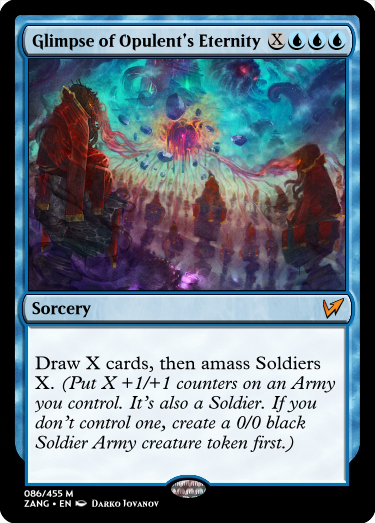 Glimpse of Opulent's Eternity X
Sorcery
Draw X cards, then amass Soldiers
X. (Put X +1/+1 counters on an Army
you control. It's also a Soldier. If you
don't control one, create a 0/0 black
Soldier Army creature token first.)
086/455 M
ZANG • EN Darko Jovanov